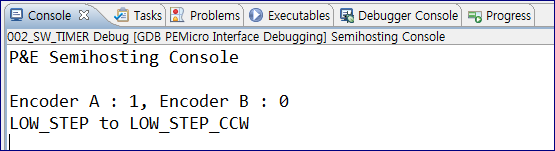 Console Tasks Problems Executables Debugger Console Progress
002_SW_TIMER Debug [GDB PEMicro Interface Debugging] Semihosting Console
P&E Semihosting Console
Encoder A : 1, Encoder B : 0
LOW_STEP to LOW_STEP_CCW